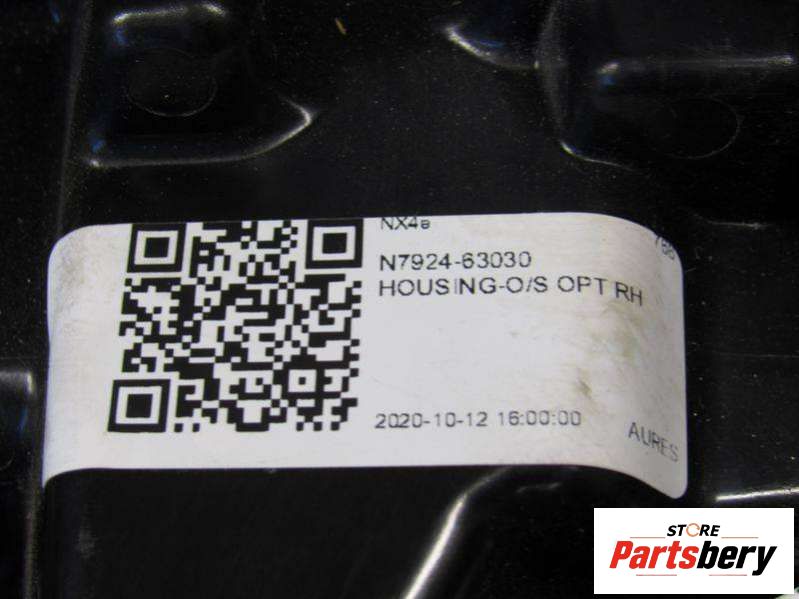 NX4e
N7924-63030
HOUSING-O/S OPT RH
2020-10-12 16:00:00
AURES
STORE
Partsbery